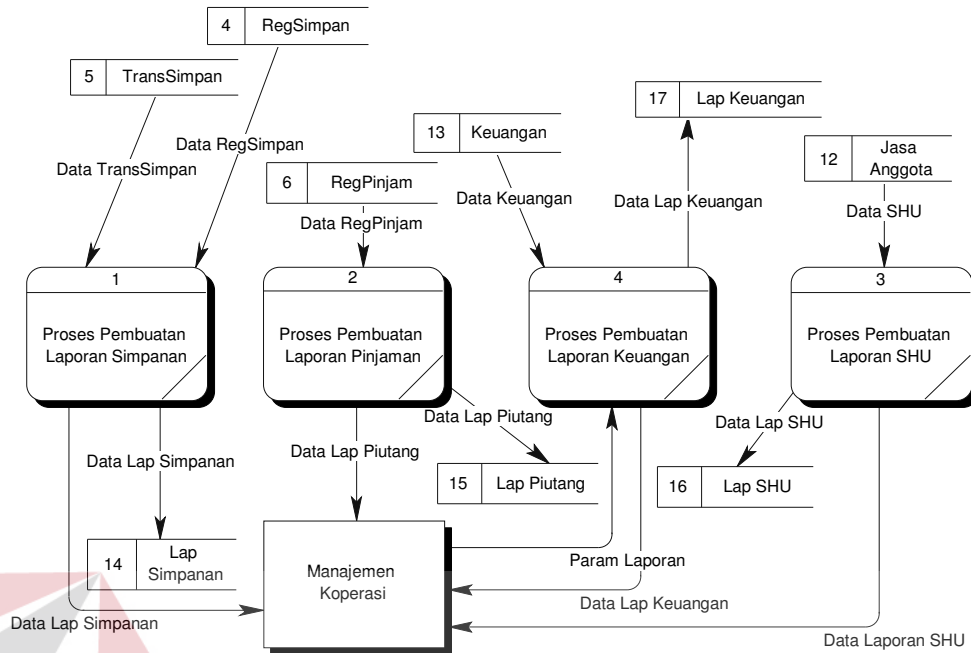 4 RegSimpan
5 TransSimpan
17 Lap Keuangan
13 Keuangan
12 Jasa
Anggota
Data RegSimpan
Data TransSimpan
6 RegPinjam
Data Keuangan
Data Lap Keuangan
Data RegPinjam
Data SHU
1
Proses Pembuatan
Laporan Simpanan
2
Proses Pembuatan
Laporan Pinjaman
4
Proses Pembuatan
Laporan Keuangan
3
Proses Pembuatan
Laporan SHU
Data Lap Piutang
Data Lap SHU
Data Lap Piutang
Data Lap Simpanan
15 Lap Piutang
16 Lap SHU
14 Lap
Simpanan
Manajemen
Koperasi
Param Laporan
Data Lap Keuangan
Data Lap Simpanan
Data Laporan SHU